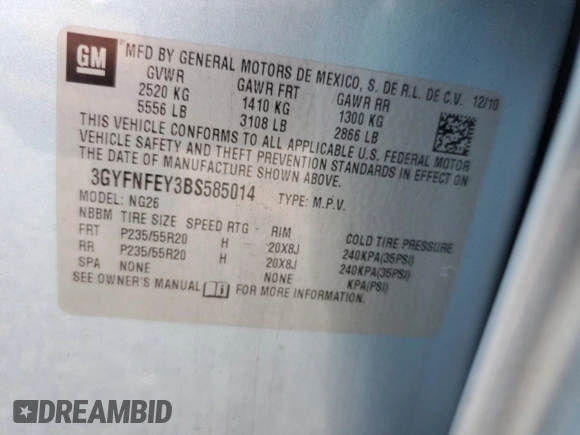 GM
MFD BY GENERAL MOTORS DE MEXICO, S. DE R.L. DE C.V. 12/10
GVWR GAWR FRT GAWR RR
2520 KG 1410 KG 1300 KG
5556 LB 3108 LB 2866 LB
THIS VEHICLE CONFORMS TO ALL APPLICABLE U.S. FEDERAL MOTOR
VEHICLE SAFETY AND THEFT PREVENTION STANDARDS IN EFFECT ON
THE DATE OF MANUFACTURE SHOWN ABOVE.
3GYFNFEY3BS585014 TYPE: M.P.V.
MODEL: NG26
NBBM TIRE SIZE SPEED RTG RIM COLD TIRE PRESSURE
FRT P235/55R20 H 20X8J 240KPA(35PSI)
RR P235/55R20 H 20X8J 240KPA(35PSI)
SPA NONE NONE KPA(PSI)
SEE OWNER'S MANUAL i FOR MORE INFORMATION.
DREAMBID